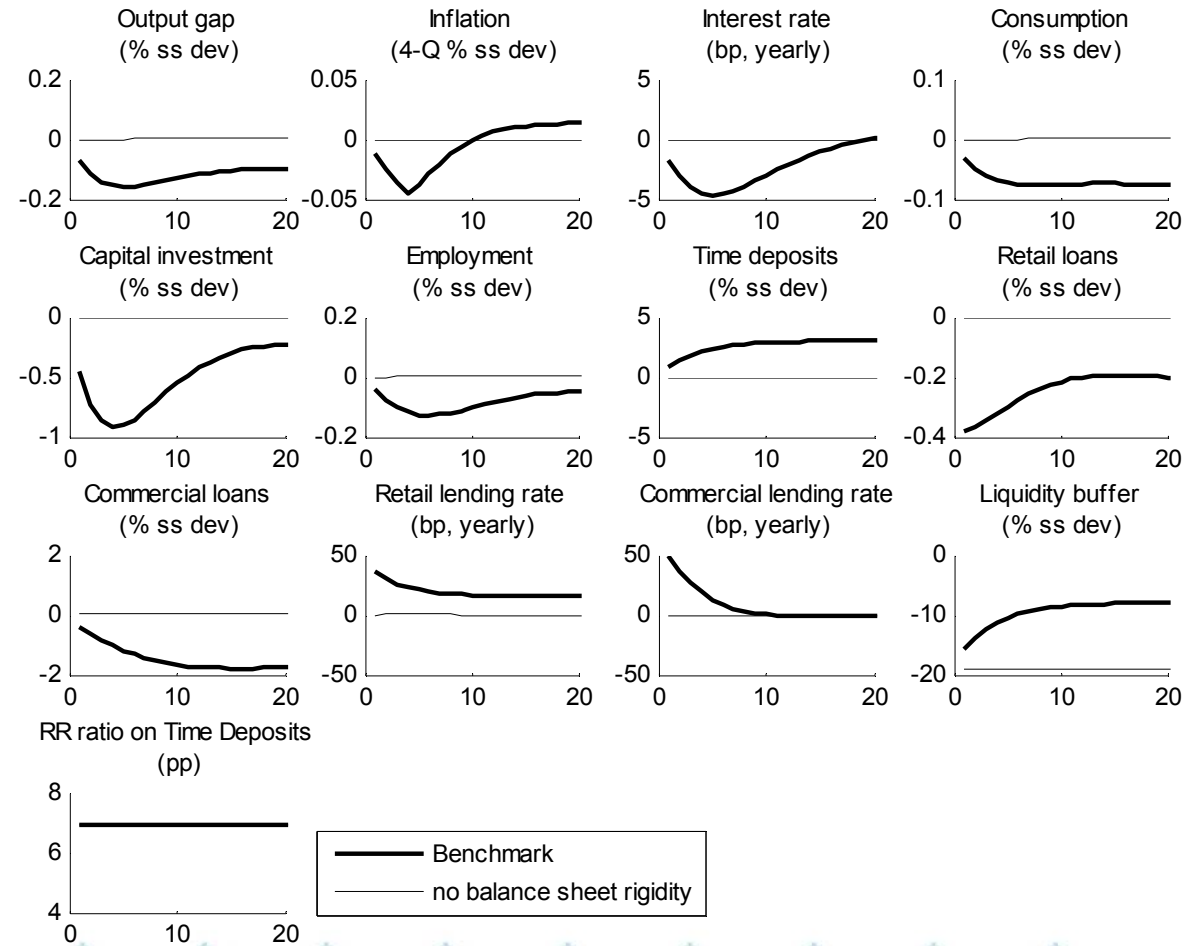 Output gap
(% ss dev)
0.2
0
-0.2
0
10
20
Inflation
(4-Q % ss dev)
0.05
0
-0.05
0
10
20
Interest rate
(bp, yearly)
5
0
-5
0
10
20
Consumption
(% ss dev)
0.1
0
-0.1
0
10
20
Capital investment
(% ss dev)
0
-0.5
-1
0
10
20
Employment
(% ss dev)
0.2
0
-0.2
0
10
20
Time deposits
(% ss dev)
5
0
-5
0
10
20
Retail loans
(% ss dev)
0
-0.2
-0.4
0
10
20
Commercial loans
(% ss dev)
2
0
-2
0
10
20
Retail lending rate
(bp, yearly)
50
0
-50
0
10
20
Commercial lending rate
(bp, yearly)
50
0
-50
0
10
20
Liquidity buffer
(% ss dev)
0
-10
-20
0
10
20
RR ratio on Time Deposits
(pp)
8
6
4
0
10
20
Benchmark
no balance sheet rigidity